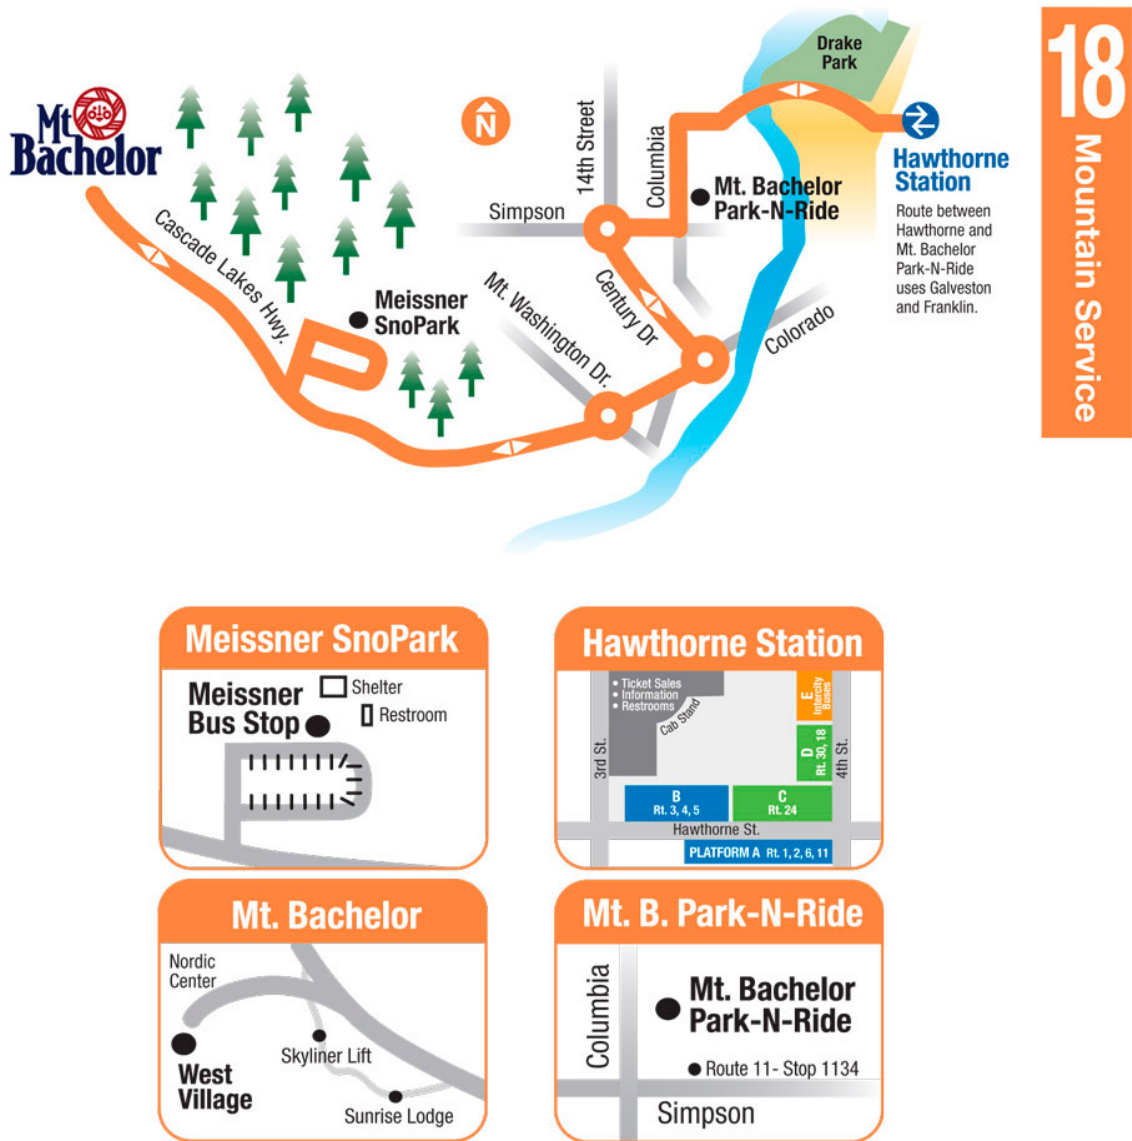 18
Mountain Service
Mt.
Bachelor
N
Drake
Park
14th Street
Columbia
Simpson
Mt. Bachelor
Park-N-Ride
Hawthorne
Station
Route between
Hawthorne and
Mt. Bachelor
Park-N-Ride
uses Galveston
and Franklin.
Cascade Lakes Hwy.
Meissner
SnoPark
Mt. Washington Dr.
Century Dr
Colorado
Meissner SnoPark
Meissner
Bus Stop
Shelter
Restroom
Hawthorne Station
• Ticket Sales
• Information
• Restrooms
Cab Stand
3rd St.
4th St.
E
Intercity
Buses
D
Rt. 30, 18
B
Rt. 3, 4, 5
C
Rt. 24
Hawthorne St.
PLATFORM A Rt. 1, 2, 6, 11
Mt. Bachelor
Nordic
Center
West
Village
Skyliner Lift
Sunrise Lodge
Mt. B. Park-N-Ride
Columbia
Mt. Bachelor
Park-N-Ride
Route 11- Stop 1134
Simpson